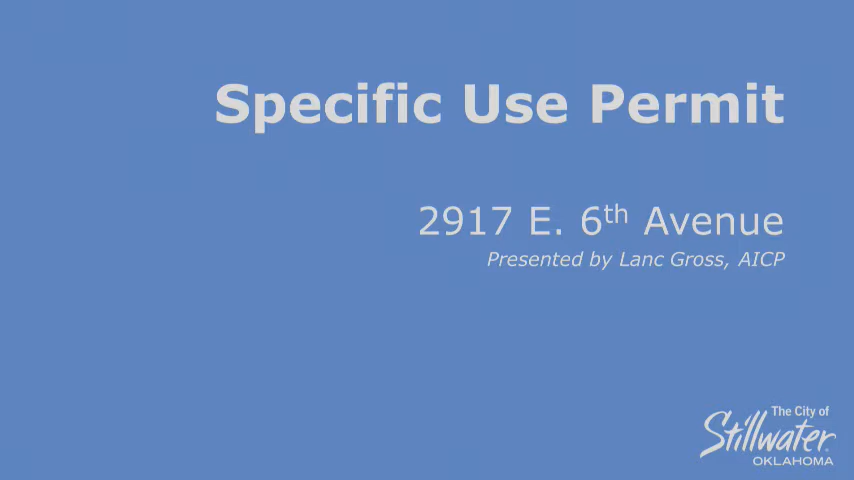 Specific Use Permit
2917 E. 6th Avenue
Presented by Lanc Gross, AICP
The City of
Stillwater
OKLAHOMA